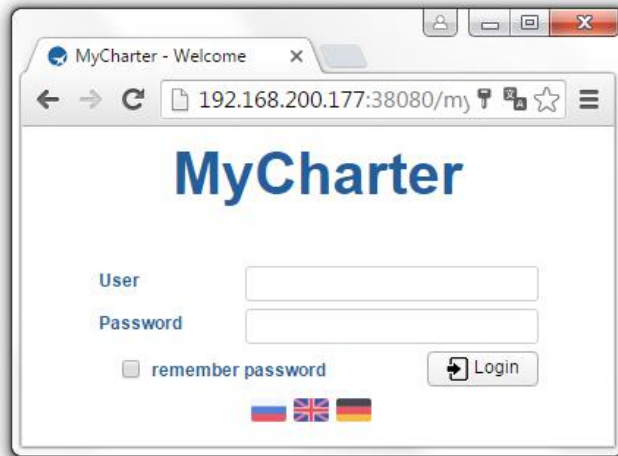 MyCharter - Welcome
192.168.200.177:38080/my
MyCharter
User
Password
remember password
Login